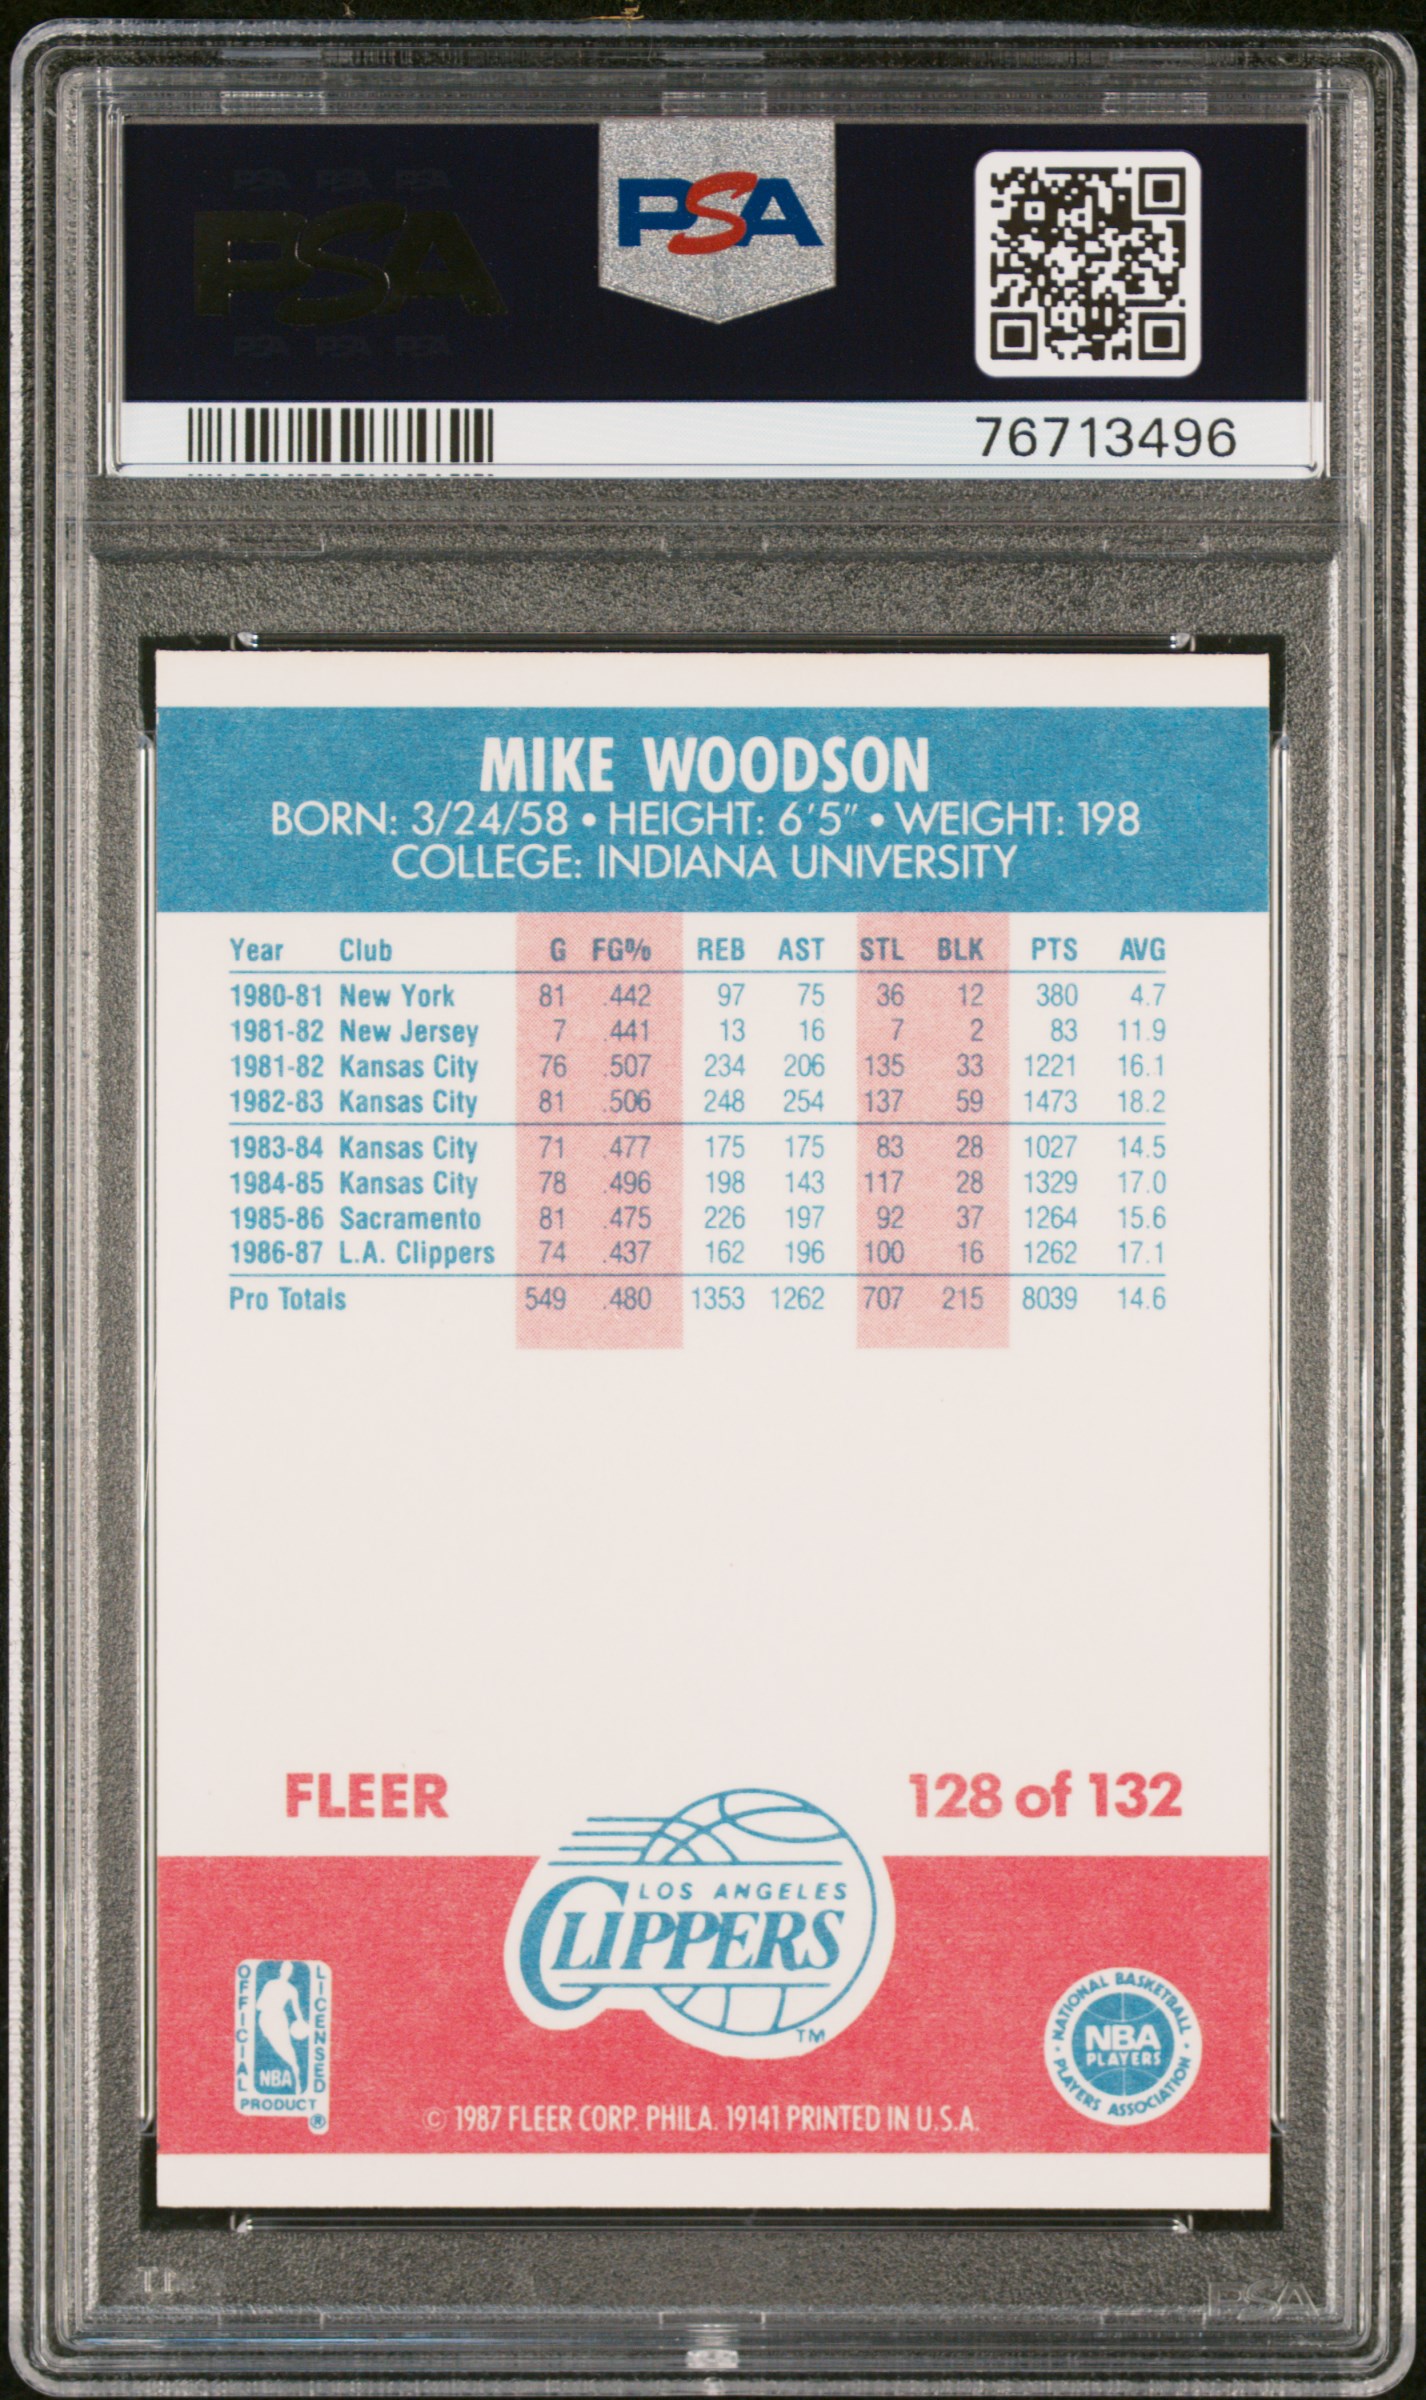 PSA PSA PSA
PSA
PSA PSA PSA
PSA
76713496
MIKE WOODSON
BORN: 3/24/58 • HEIGHT: 6'5" • WEIGHT: 198
COLLEGE: INDIANA UNIVERSITY
Year Club G FG% REB AST STL BLK PTS AVG
1980-81 New York 81 .442 97 75 36 12 380 4.7
1981-82 New Jersey 7 .441 13 16 7 2 83 11.9
1981-82 Kansas City 76 .507 234 206 135 33 1221 16.1
1982-83 Kansas City 81 .506 248 254 137 59 1473 18.2
1983-84 Kansas City 71 .477 175 175 83 28 1027 14.5
1984-85 Kansas City 78 .496 198 143 117 28 1329 17.0
1985-86 Sacramento 81 .475 226 197 92 37 1264 15.6
1986-87 L.A. Clippers 74 .437 162 196 100 16 1262 17.1
Pro Totals 549 .480 1353 1262 707 215 8039 14.6
FLEER
128 of 132
LOS ANGELES
CLIPPERS
TM
OFFICIAL LICENSED
NBA
PRODUCT
®
NATIONAL BASKETBALL
NBA
PLAYERS
PLAYERS ASSOCIATION
© 1987 FLEER CORP. PHILA. 19141 PRINTED IN U.S.A.
PSA